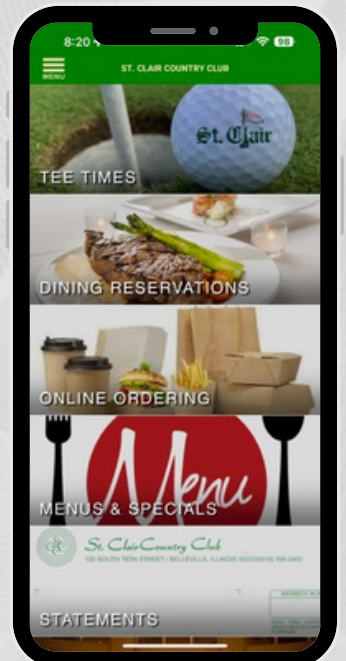 8:20
98
MENU
ST. CLAIR COUNTRY CLUB
St. Clair
TEE TIMES
DINING RESERVATIONS
ONLINE ORDERING
Menu
MENUS & SPECIALS
St. Clair Country Club
STATEMENTS